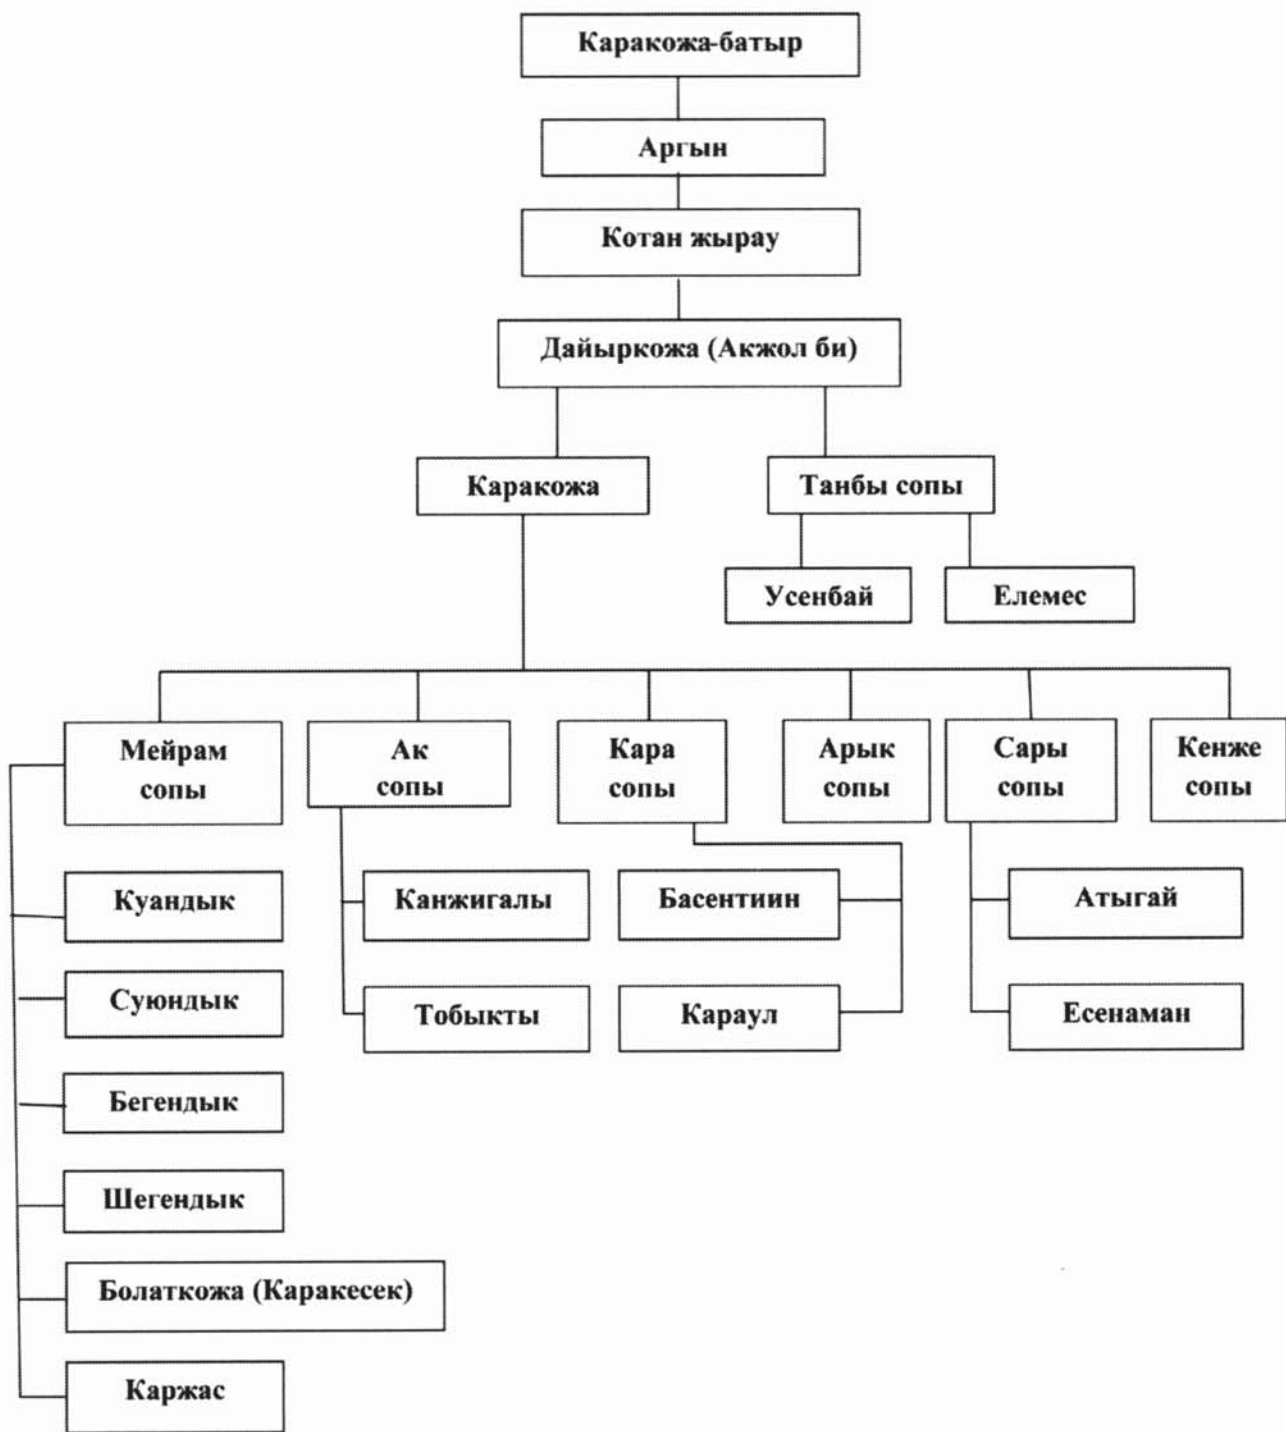 Каракожа-батыр
Аргын
Котан жырау
Дайыркожа (Акжол би)
Каракожа
Танбы сопы
Усенбай
Елемес
Мейрам
сопы
Ак
сопы
Кара
сопы
Арык
сопы
Сары
сопы
Кенже
сопы
Куандык
Канжигалы
Басентиин
Атыгай
Суюндык
Тобыкты
Караул
Есенаман
Бегендык
Шегендык
Болаткожа (Каракесек)
Каржас